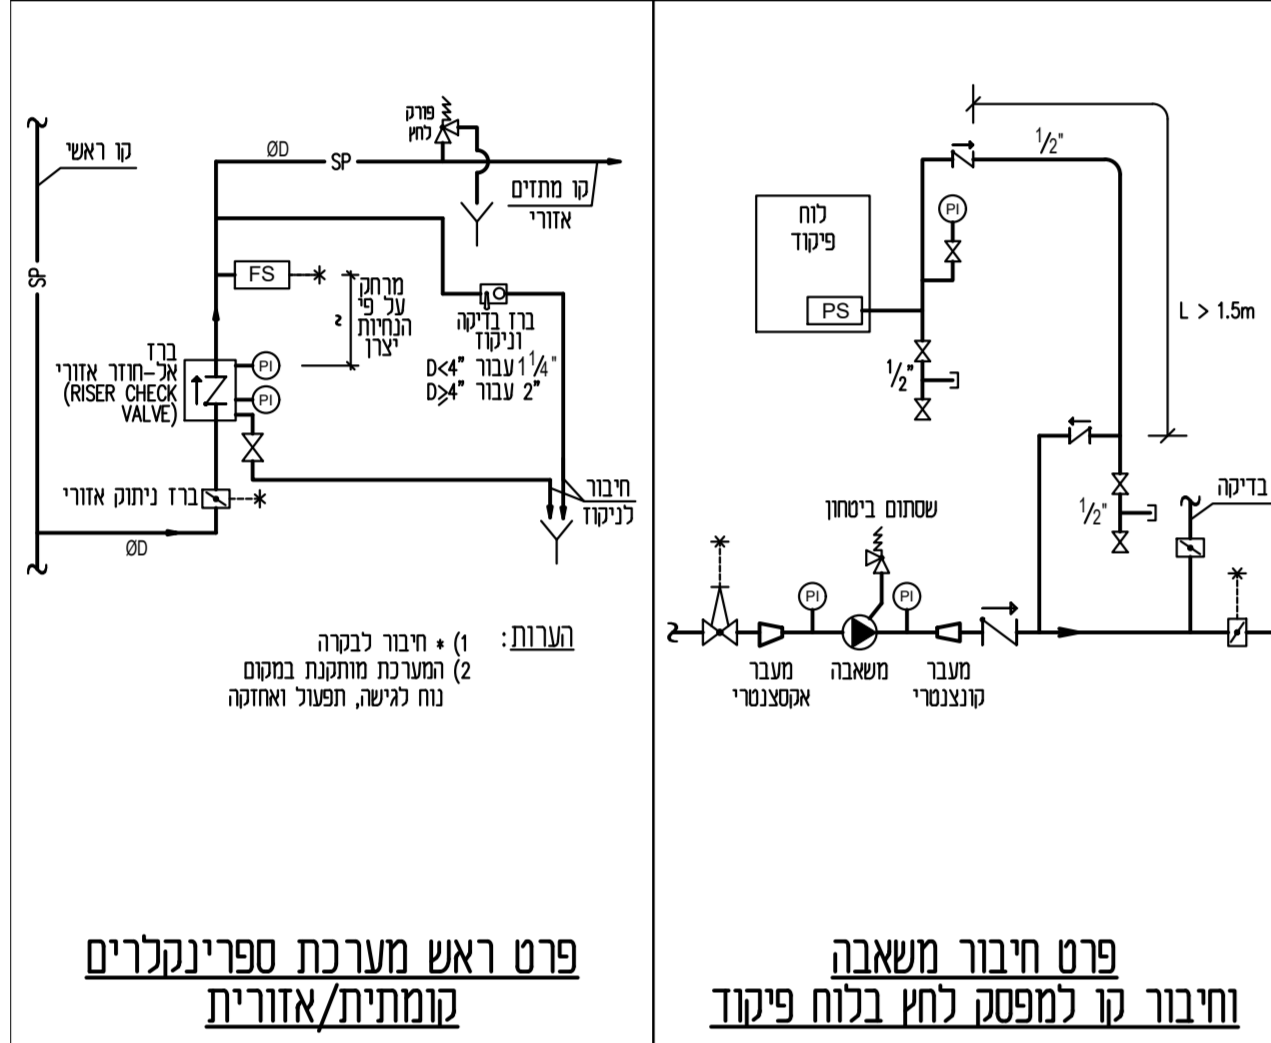 קו ראשי
SP
ØD
SP
פורק
לחץ
קו מתזים
אזורי
FS
מרחק
על פי
הנחיות
יצרן
ברז בדיקה
וניקוז
D<4" עבור 1 1/4"
D≥4" עבור 2"
ברז
אל-חוזר אזורי
(RISER CHECK
VALVE)
PI
PI
ברז ניתוק אזורי
ØD
חיבור
לניקוז
הערות:
1) * חיבור לבקרה
2) המערכת מותקנת במקום
נוח לגישה, תפעול ואחזקה
פרט ראש מערכת ספרינקלרים
קומתית/אזורית
1/2"
לוח
פיקוד
PI
PS
1/2"
L > 1.5m
1/2"
בדיקה
שסתום ביטחון
PI
PI
מעבר
אקסצנטרי
משאבה
מעבר
קונצנטרי
פרט חיבור משאבה
וחיבור קו למפסק לחץ בלוח פיקוד